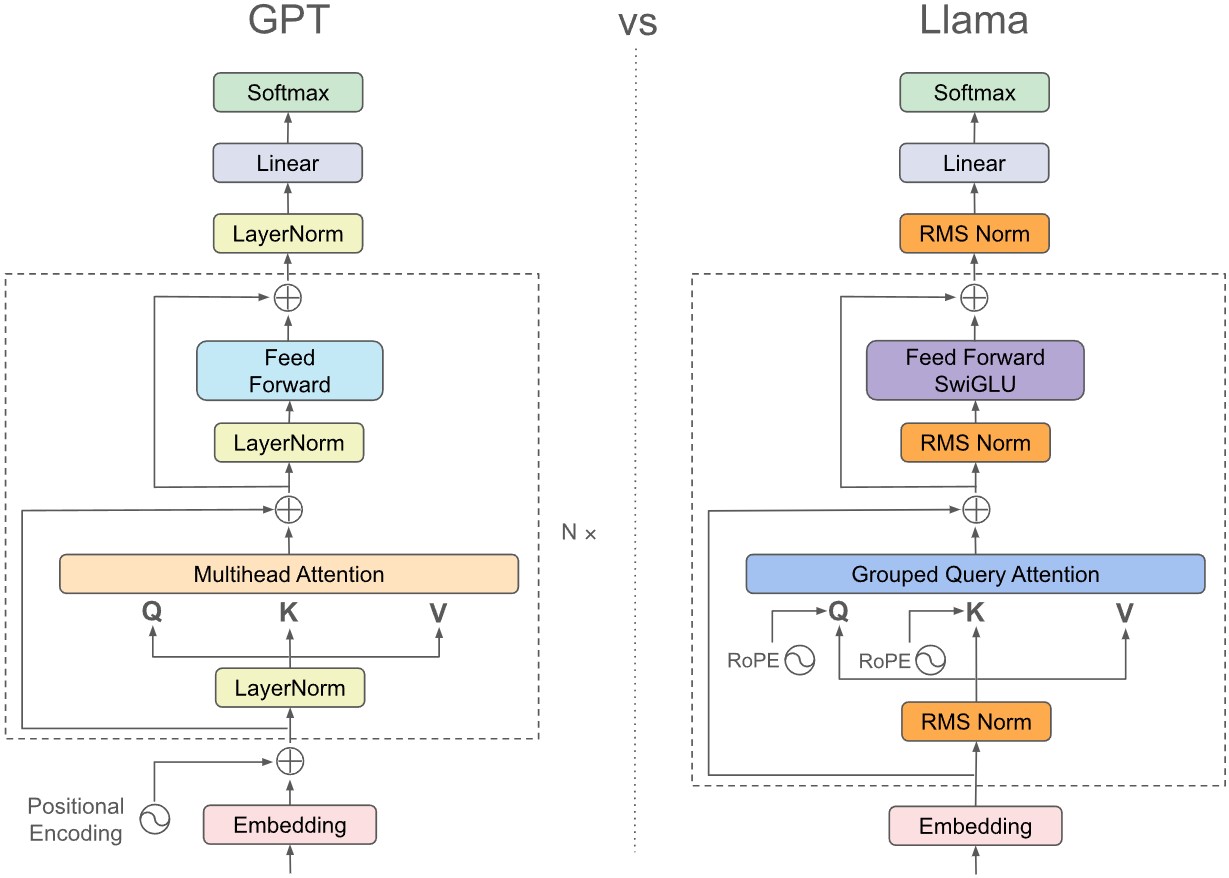 GPT
vs
Llama
Softmax
Linear
LayerNorm
Feed
Forward
LayerNorm
Multihead Attention
Q K V
LayerNorm
Positional
Encoding
Embedding
N ×
Softmax
Linear
RMS Norm
Feed Forward
SwiGLU
RMS Norm
Grouped Query Attention
Q K V
RoPE RoPE
RMS Norm
Embedding